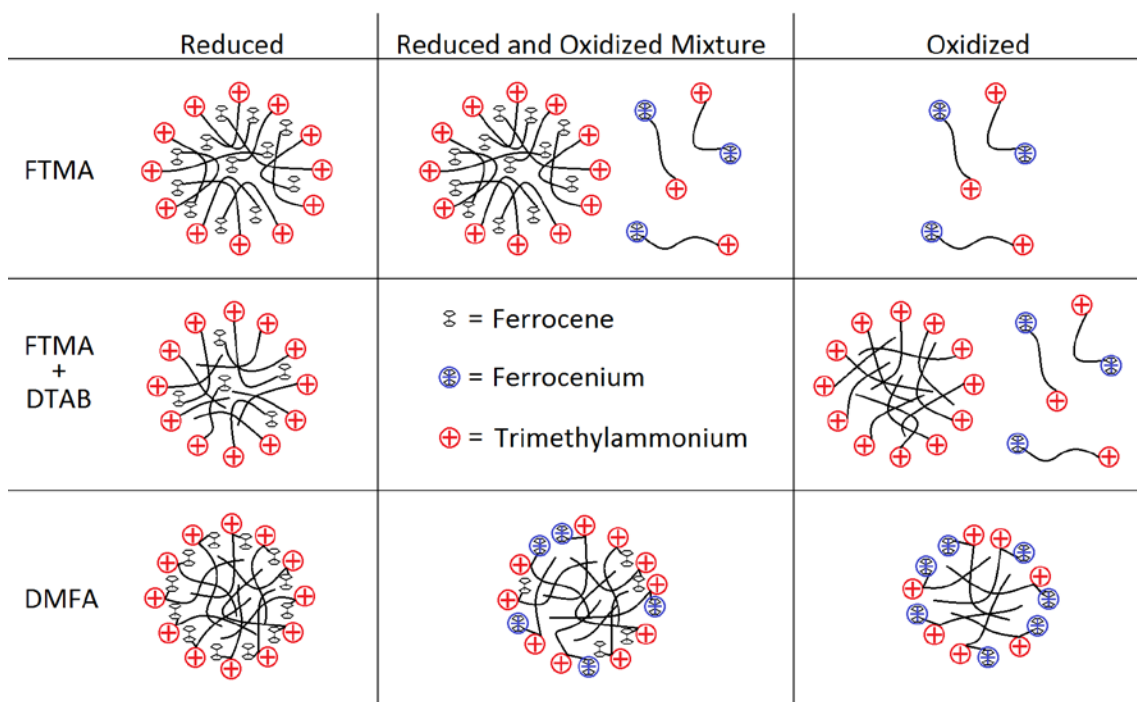 Reduced
Reduced and Oxidized Mixture
Oxidized
FTMA
FTMA
+
DTAB
= Ferrocene
= Ferrocenium
= Trimethylammonium
DMFA